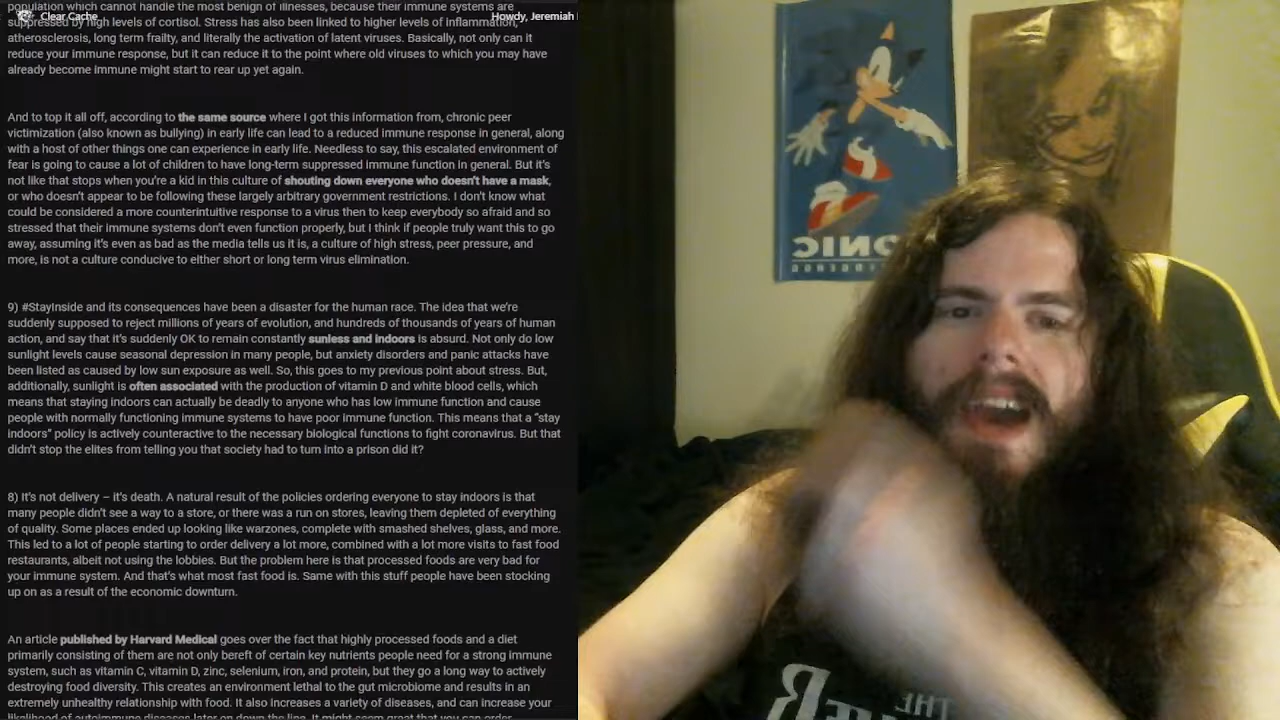 population which cannot handle the most benign of illnesses, because their immune systems are
Clear Cache
Howdy, Jeremiah
suppressed by high levels of cortisol. Stress has also been linked to higher levels of inflammation,
atherosclerosis, long term frailty, and literally the activation of latent viruses. Basically, not only can it
reduce your immune response, but it can reduce it to the point where old viruses to which you may have
already become immune might start to rear up yet again.
And to top it all off, according to the same source where I got this information from, chronic peer
victimization (also known as bullying) in early life can lead to a reduced immune response in general, along
with a host of other things one can experience in early life. Needless to say, this escalated environment of
fear is going to cause a lot of children to have long-term suppressed immune function in general. But it's
not like that stops when you're a kid in this culture of shouting down everyone who doesn't have a mask,
or who doesn't appear to be following these largely arbitrary government restrictions. I don't know what
could be considered a more counterintuitive response to a virus then to keep everybody so afraid and so
stressed that their immune systems don't even function properly, but I think if people truly want this to go
away, assuming it's even as bad as the media tells us it is, a culture of high stress, peer pressure, and
more, is not a culture conducive to either short or long term virus elimination.
9) #StayInside and its consequences have been a disaster for the human race. The idea that we're
suddenly supposed to reject millions of years of evolution, and hundreds of thousands of years of human
action, and say that it's suddenly OK to remain constantly sunless and indoors is absurd. Not only do low
sunlight levels cause seasonal depression in many people, but anxiety disorders and panic attacks have
been listed as caused by low sun exposure as well. So, this goes to my previous point about stress. But,
additionally, sunlight is often associated with the production of vitamin D and white blood cells, which
means that staying indoors can actually be deadly to anyone who has low immune function and cause
people with normally functioning immune systems to have poor immune function. This means that a “stay
indoors” policy is actively counteractive to the necessary biological functions to fight coronavirus. But that
didn't stop the elites from telling you that society had to turn into a prison did it?
8) It's not delivery – it's death. A natural result of the policies ordering everyone to stay indoors is that
many people didn't see a way to a store, or there was a run on stores, leaving them depleted of everything
of quality. Some places ended up looking like warzones, complete with smashed shelves, glass, and more.
This led to a lot of people starting to order delivery a lot more, combined with a lot more visits to fast food
restaurants, albeit not using the lobbies. But the problem here is that processed foods are very bad for
your immune system. And that's what most fast food is. Same with this stuff people have been stocking
up on as a result of the economic downturn.
An article published by Harvard Medical goes over the fact that highly processed foods and a diet
primarily consisting of them are not only bereft of certain key nutrients people need for a strong immune
system, such as vitamin C, vitamin D, zinc, selenium, iron, and protein, but they go a long way to actively
destroying food diversity. This creates an environment lethal to the gut microbiome and results in an
extremely unhealthy relationship with food. It also increases a variety of diseases, and can increase your
likelihood of autoimmune diseases later on down the line. It might seem great that you can order
SONIC
THE